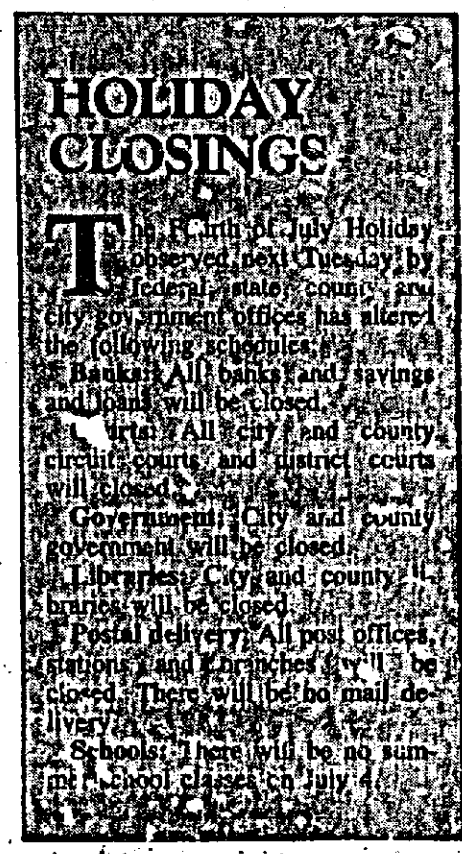 HOLIDAY
CLOSINGS
The Fourth of July Holiday
observed next Tuesday by
federal, state, county and
city government offices has altered
the following schedules.
Banks: All banks and savings
and loans will be closed.
Courts: All city and county
circuit courts and district courts
will closed.
Government: City and county
government will be closed.
Libraries: City and county li-
braries will be closed.
Postal delivery: All post offices,
stations and branches will be
closed. There will be no mail de-
livery.
Schools: There will be no sum-
mer school classes on July 4.